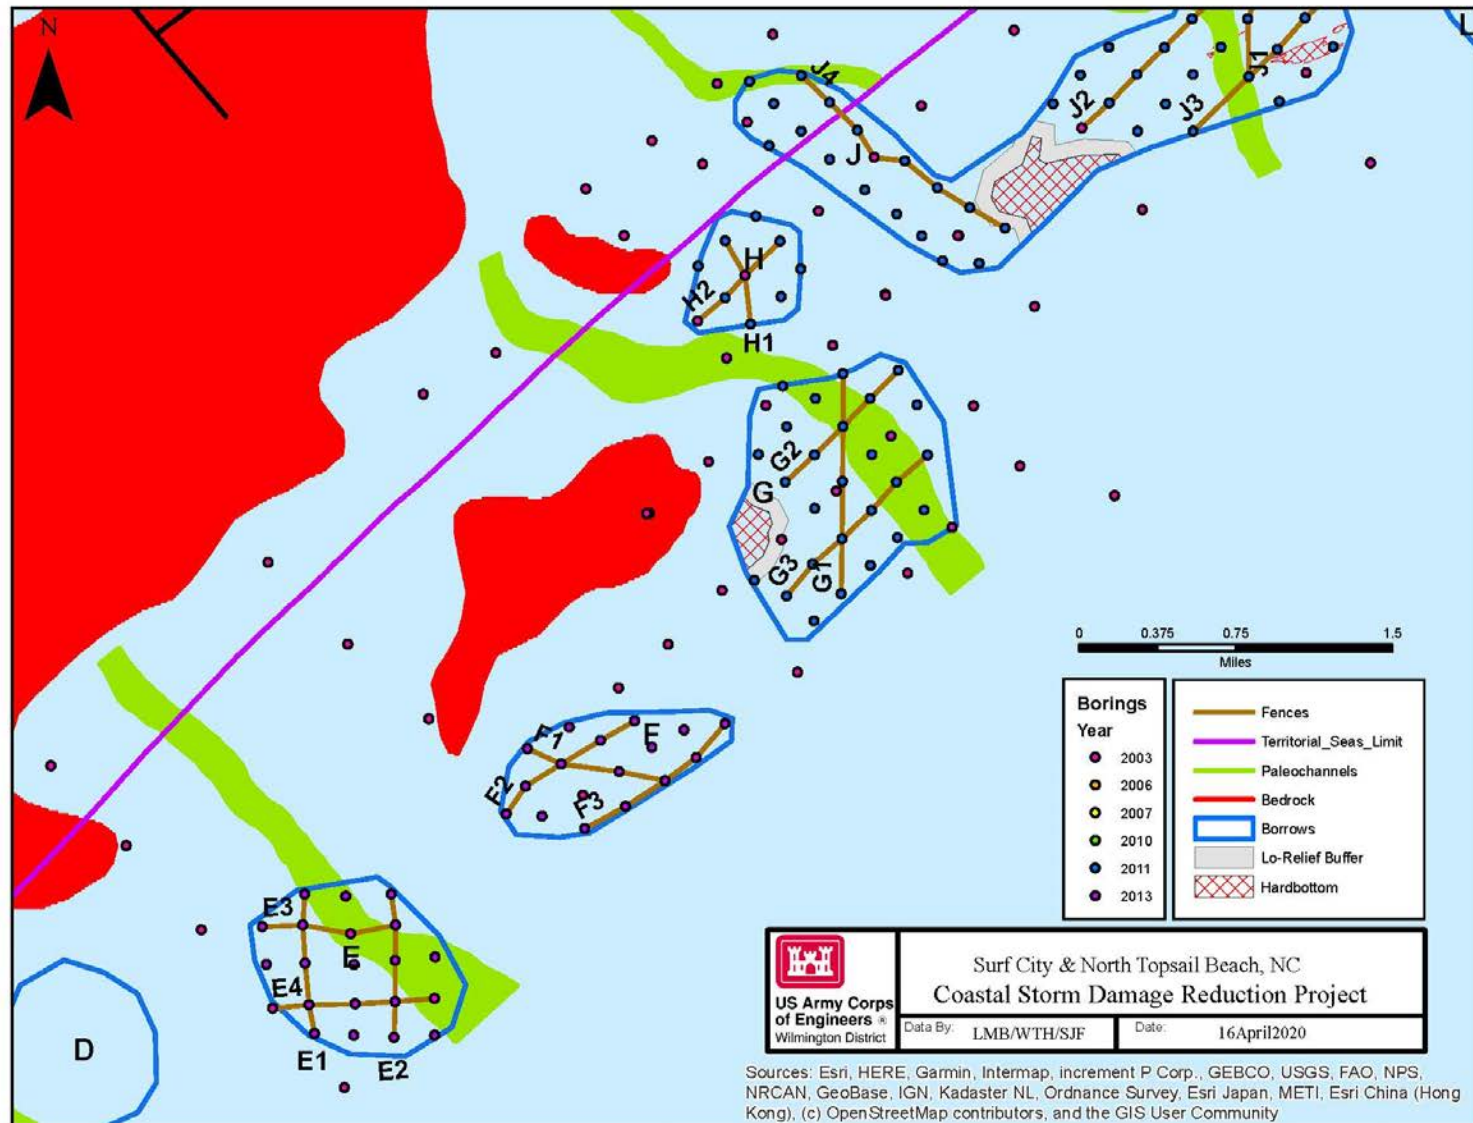 N
L
J4
J1
J2
J3
J
H
H2
H1
G2
G
G3
G1
F1
F
F2
F3
E3
E
E4
E1
E2
D
0 0.375 0.75 1.5
Miles
Borings
Year
2003
2006
2007
2010
2011
2013
Fences
Territorial_Seas_Limit
Paleochannels
Bedrock
Borrows
Lo-Relief Buffer
Hardbottom
US Army Corps
of Engineers ®
Wilmington District
Surf City & North Topsail Beach, NC
Coastal Storm Damage Reduction Project
Data By: LMB/WTH/SJF Date: 16April2020
Sources: Esri, HERE, Garmin, Intermap, increment P Corp., GEBCO, USGS, FAO, NPS,
NRCAN, GeoBase, IGN, Kadaster NL, Ordnance Survey, Esri Japan, METI, Esri China (Hong
Kong), (c) OpenStreetMap contributors, and the GIS User Community